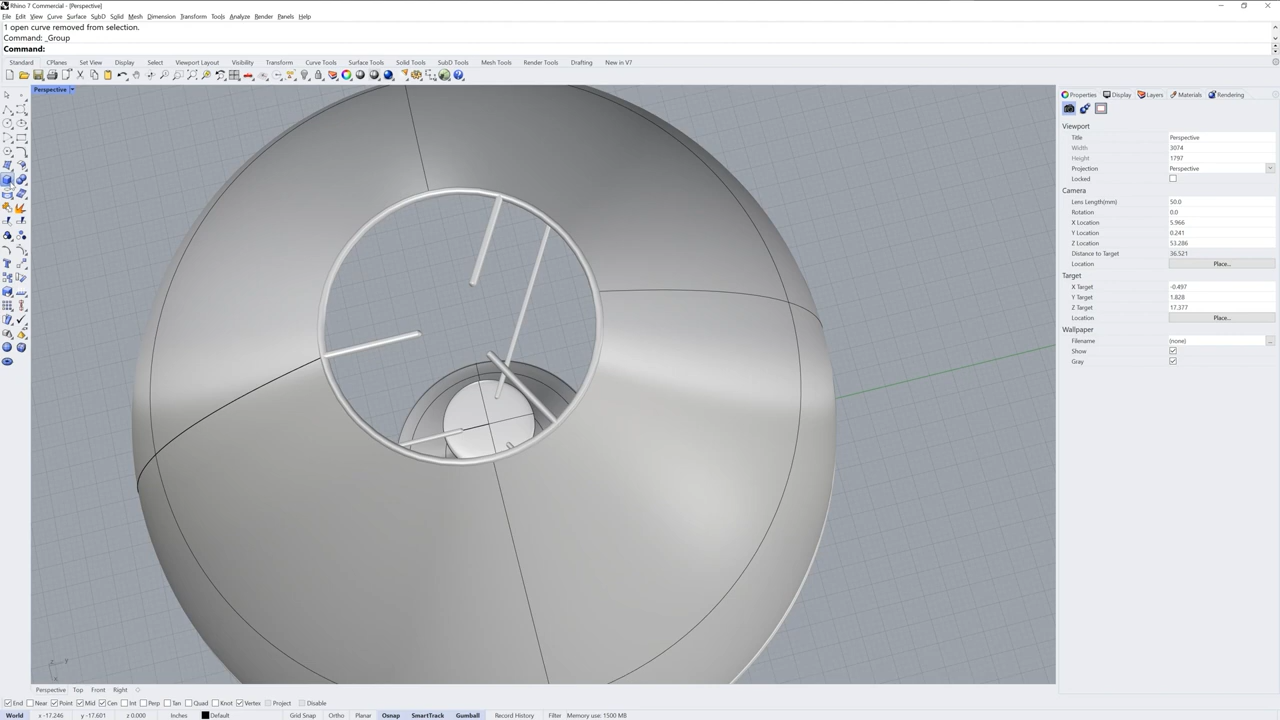 Rhino 7 Commercial - [Perspective]
File Edit View Curve Surface SubD Solid Mesh Dimension Transform Tools Analyze Render Panels Help
1 open curve removed from selection.
Command: _Group
Command:
Standard CPlanes Set View Display Select Viewport Layout Visibility Transform Curve Tools Surface Tools Solid Tools SubD Tools Mesh Tools Render Tools Drafting New in V7
Perspective
Properties Display Layers Materials Rendering
Viewport
Title Perspective
Width 3074
Height 1797
Projection Perspective
Locked
Camera
Lens Length(mm) 50.0
Rotation 0.0
X Location 5.966
Y Location 0.241
Z Location 53.286
Distance to Target 36.521
Location Place...
Target
X Target -0.497
Y Target 1.828
Z Target 17.377
Location Place...
Wallpaper
Filename (none) ...
Show
Gray
Perspective Top Front Right
End Near Point Mid Cen Int Perp Tan Quad Knot Vertex Project Disable
World x -17.246 y -17.601 z 0.000 Inches Default Grid Snap Ortho Planar Osnap SmartTrack Gumball Record History Filter Memory use: 1500 MB